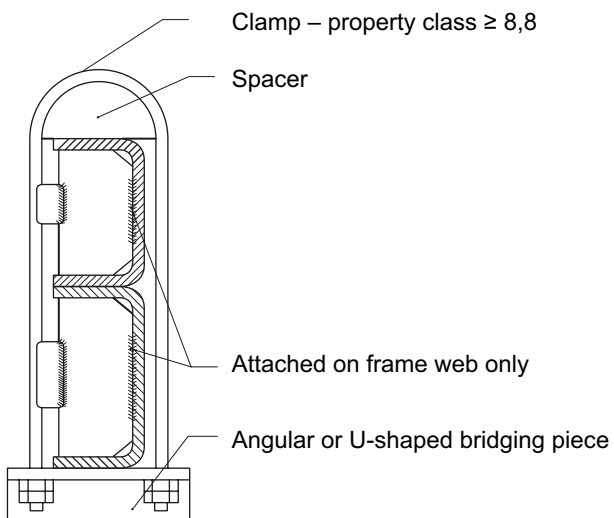 Clamp – property class ≥ 8,8
Spacer
Attached on frame web only
Angular or U-shaped bridging piece